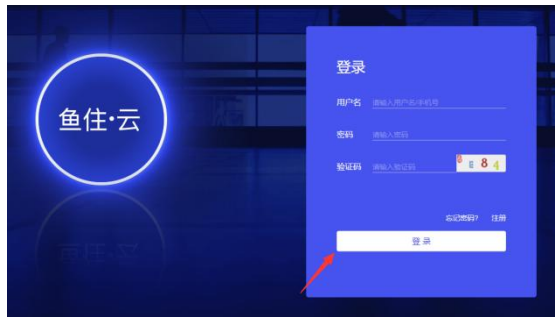 鱼住·云
登录
用户名 请输入用户名/手机号
密码 请输入密码
验证码 请输入验证码
忘记密码? 注册
登 录